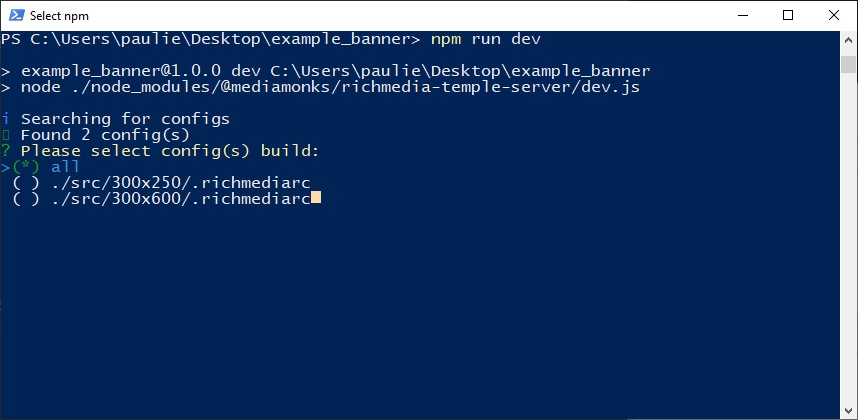 Select npm
PS C:\Users\paulie\Desktop\example_banner> npm run dev
> example_banner@1.0.0 dev C:\Users\paulie\Desktop\example_banner
> node ./node_modules/@mediamonks/richmedia-temple-server/dev.js
i Searching for configs
▯ Found 2 config(s)
? Please select config(s) build:
>(*) all
( ) ./src/300x250/.richmediarc
( ) ./src/300x600/.richmediarc